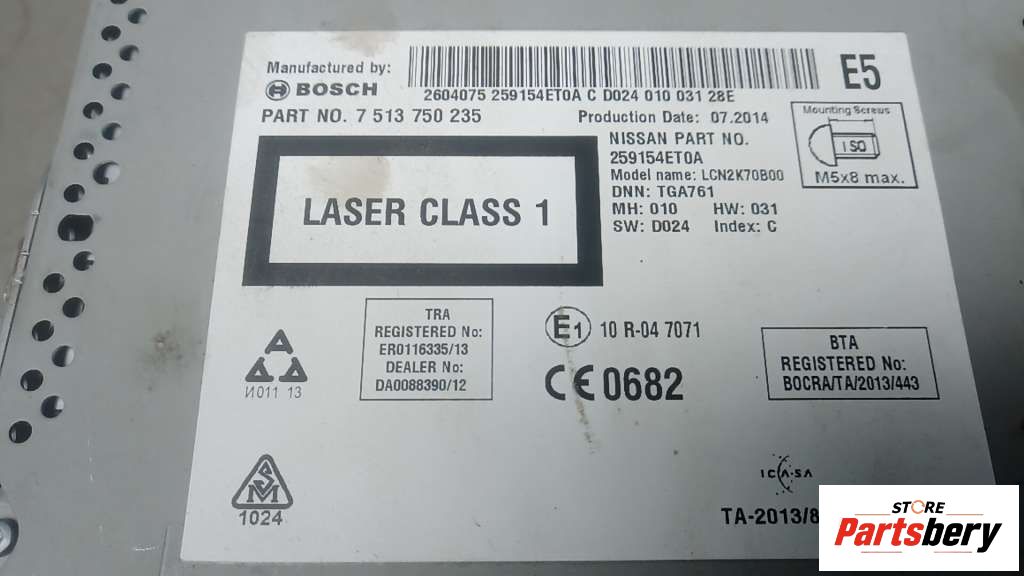 Manufactured by:
BOSCH
2604075 259154ET0A C D024 010 031 28E
E5
PART NO. 7 513 750 235
Production Date: 07.2014
NISSAN PART NO.
259154ET0A
Model name: LCN2K70B00
DNN: TGA761
MH: 010 HW: 031
SW: D024 Index: C
Mounting Screws
ISO
M5x8 max.
LASER CLASS 1
TRA
REGISTERED No:
ER0116335/13
DEALER No:
DA0088390/12
E1 10 R-04 7071
CE 0682
BTA
REGISTERED No:
BOCRA/TA/2013/443
A
И011 13
SM
1024
ICASA
TA-2013/8
STORE
Partsbery